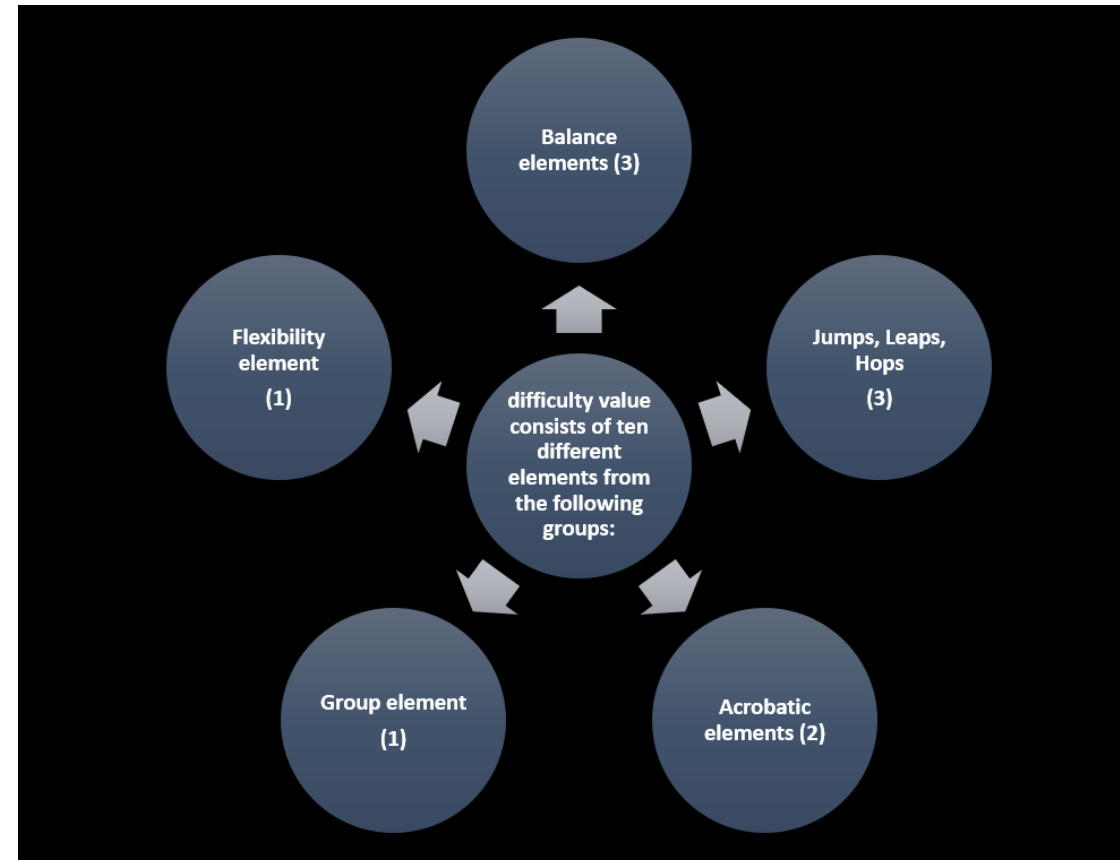 Balance
elements (3)
Flexibility
element
(1)
Jumps, Leaps,
Hops
(3)
difficulty value
consists of ten
different
elements from
the following
groups:
Group element
(1)
Acrobatic
elements (2)